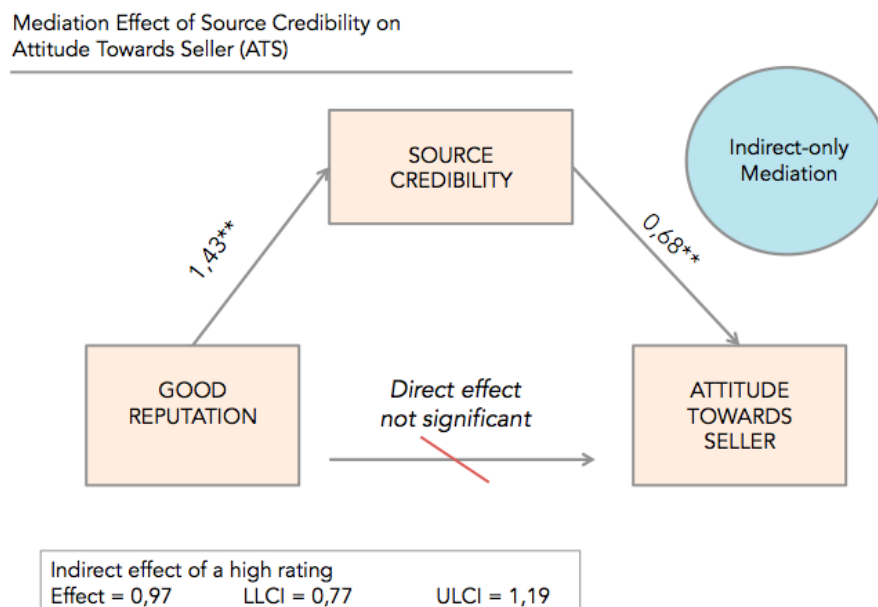 Mediation Effect of Source Credibility on
Attitude Towards Seller (ATS)
SOURCE
CREDIBILITY
Indirect-only
Mediation
1,43**
0,68**
GOOD
REPUTATION
Direct effect
not significant
ATTITUDE
TOWARDS
SELLER
Indirect effect of a high rating
Effect = 0,97 LLCI = 0,77 ULCI = 1,19